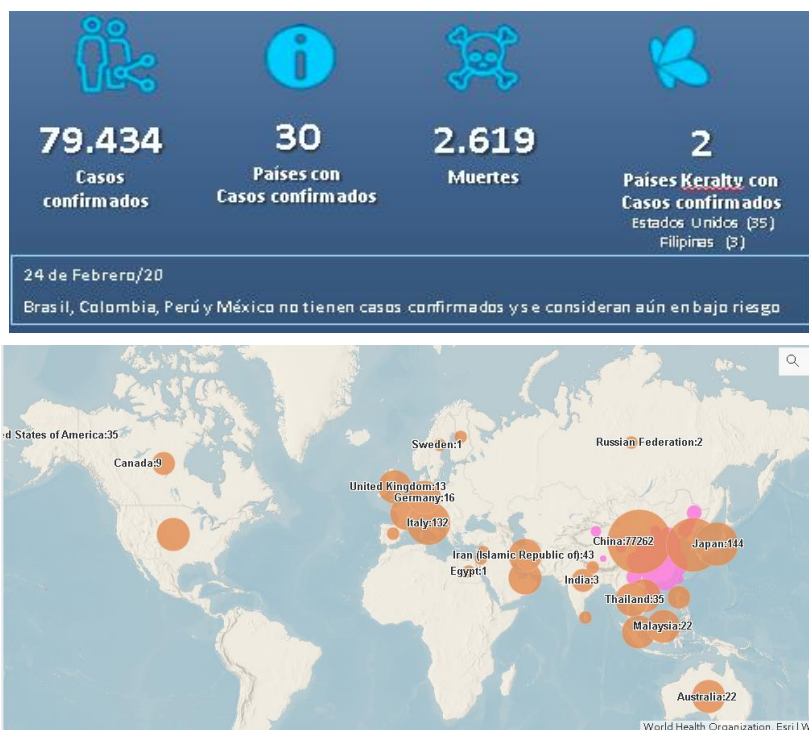 79.434
Casos
confirmados
30
Países con
Casos confirmados
2.619
Muertes
2
Países Keralty con
Casos confirmados
Estados Unidos (35)
Filipinas (3)
24 de Febrero/20
Brasil, Colombia, Perú y México no tienen casos confirmados y se consideran aún en bajo riesgo
d States of America:35
Canada:9
Sweden:1
Russian Federation:2
United Kingdom:13
Germany:16
Italy:132
China:77262
Japan:144
Iran (Islamic Republic of):43
Egypt:1
India:3
Thailand:35
Malaysia:22
Australia:22
World Health Organization, Esri | W